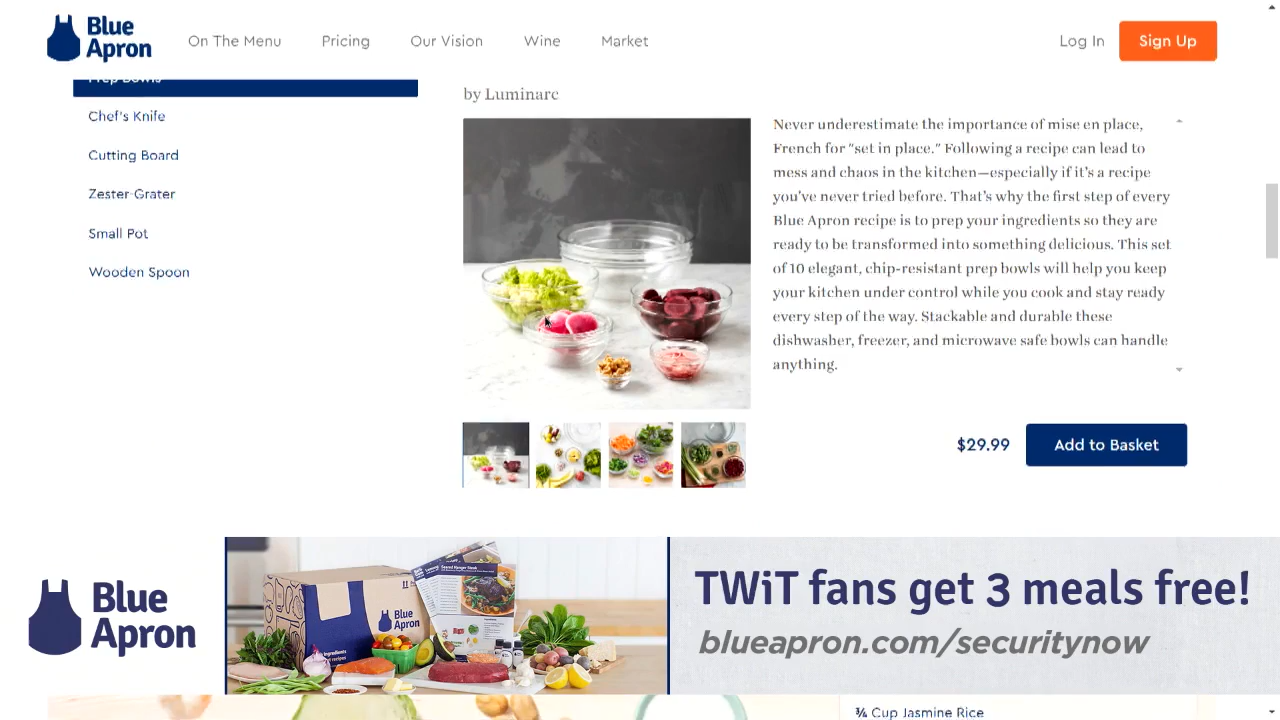 Blue
Apron
On The Menu
Pricing
Our Vision
Wine
Market
Log In
Sign Up
Prep Bowls
Chef's Knife
Cutting Board
Zester-Grater
Small Pot
Wooden Spoon
by Luminarc
Never underestimate the importance of mise en place,
French for "set in place." Following a recipe can lead to
mess and chaos in the kitchen—especially if it's a recipe
you've never tried before. That's why the first step of every
Blue Apron recipe is to prep your ingredients so they are
ready to be transformed into something delicious. This set
of 10 elegant, chip-resistant prep bowls will help you keep
your kitchen under control while you cook and stay ready
every step of the way. Stackable and durable these
dishwasher, freezer, and microwave safe bowls can handle
anything.
$29.99
Add to Basket
Blue
Apron
Blue
Apron
TWiT fans get 3 meals free!
blueapron.com/securitynow
¾ Cup Jasmine Rice